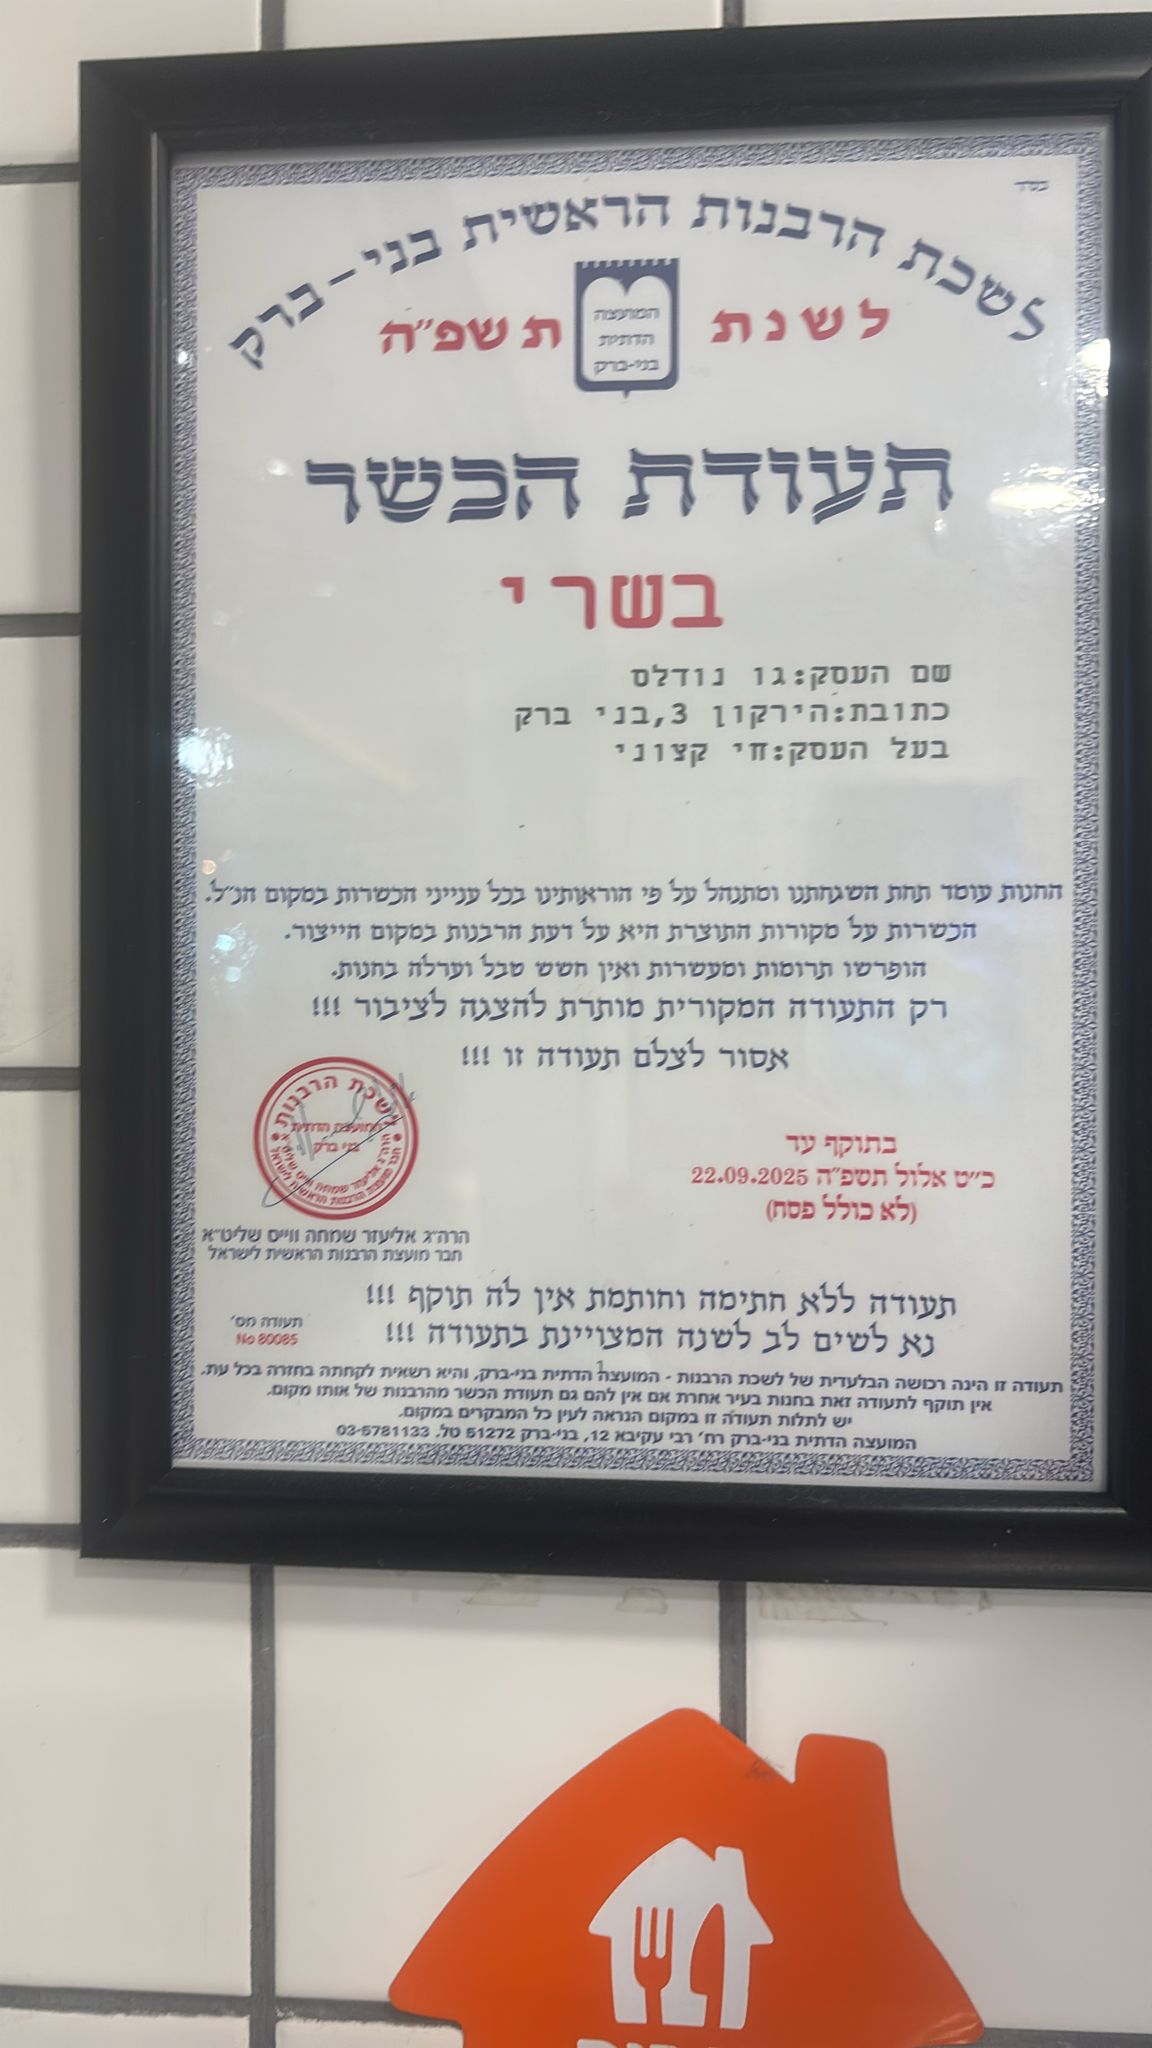 בס״ד
לשכת הרבנות הראשית בני-ברק
לשנת תשפ״ה
המועצה
הדתית
בני-ברק
תעודת הכשר
בשרי
שם העסק:גו נודלס
כתובת:הירקון 3,בני ברק
בעל העסק:חי קצוני
החנות עומד תחת השגחתנו ומתנהל על פי הוראותינו בכל ענייני הכשרות במקום הנ״ל.
הכשרות על מקורות התוצרת היא על דעת הרבנות במקום הייצור.
הופרשו תרומות ומעשרות ואין חשש טבל וערלה בחנות.
רק התעודה המקורית מותרת להצגה לציבור !!!
אסור לצלם תעודה זו !!!
לשכת הרבנות
המועצה הדתית
בני ברק
בתוקף עד
כ״ט אלול תשפ״ה 22.09.2025
(לא כולל פסח)
הרה״ג אליעזר שמחה ווייס שליט״א
חבר מועצת הרבנות הראשית לישראל
תעודה ללא חתימה וחותמת אין לה תוקף !!!
נא לשים לב לשנה המצויינת בתעודה !!!
תעודה מס׳
No 80085
תעודה זו הינה רכושה הבלעדית של לשכת הרבנות - המועצה הדתית בני-ברק, והיא רשאית לקחתה בחזרה בכל עת.
אין תוקף לתעודה זאת בחנות בעיר אחרת אם אין להם גם תעודת הכשר מהרבנות של אותו מקום.
יש לתלות תעודה זו במקום הנראה לעין כל המבקרים במקום.
המועצה הדתית בני-ברק רח׳ רבי עקיבא 12, בני-ברק 51272 טל. 03-5781133